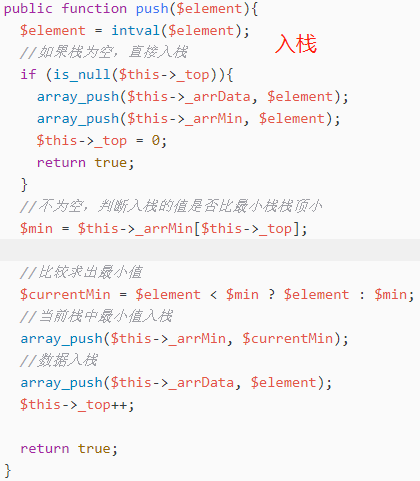 public function push($element){
$element = intval($element);
入栈
//如果栈为空，直接入栈
if (is_null($this->_top)){
array_push($this->_arrData, $element);
array_push($this->_arrMin, $element);
$this->_top = 0;
return true;
}
//不为空，判断入栈的值是否比最小栈栈顶小
$min = $this->_arrMin[$this->_top];
//比较求出最小值
$currentMin = $element < $min ? $element : $min;
//当前栈中最小值入栈
array_push($this->_arrMin, $currentMin);
//数据入栈
array_push($this->_arrData, $element);
$this->_top++;
return true;
}